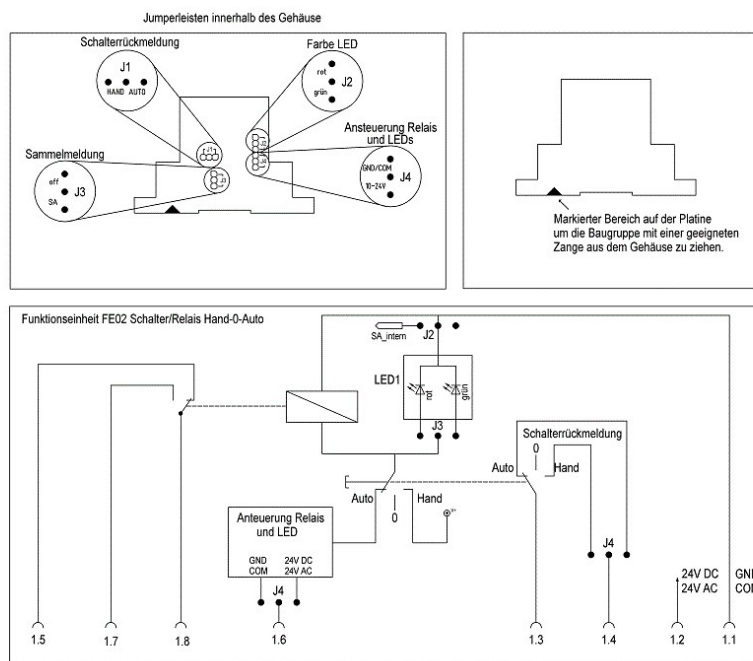 Jumperleisten innerhalb des Gehäuse
Schalterrückmeldung
J1
HAND AUTO
Farbe LED
rot
J2
grün
Sammelmeldung
off
J3
SA
Ansteuerung Relais
und LEDs
GND/COM
J4
10-24V
Markierter Bereich auf der Platine
um die Baugruppe mit einer geeigneten
Zange aus dem Gehäuse zu ziehen.
Funktionseinheit FE02 Schalter/Relais Hand-0-Auto
SA_intern
J2
LED1
rot
grün
J3
Schalterrückmeldung
0
Auto
Hand
Auto
0
Hand
Anteuerung Relais
und LED
GND 24V DC
COM 24V AC
J4
J4
24V DC GND
24V AC COM
1.5 1.7 1.8 1.6 1.3 1.4 1.2 1.1